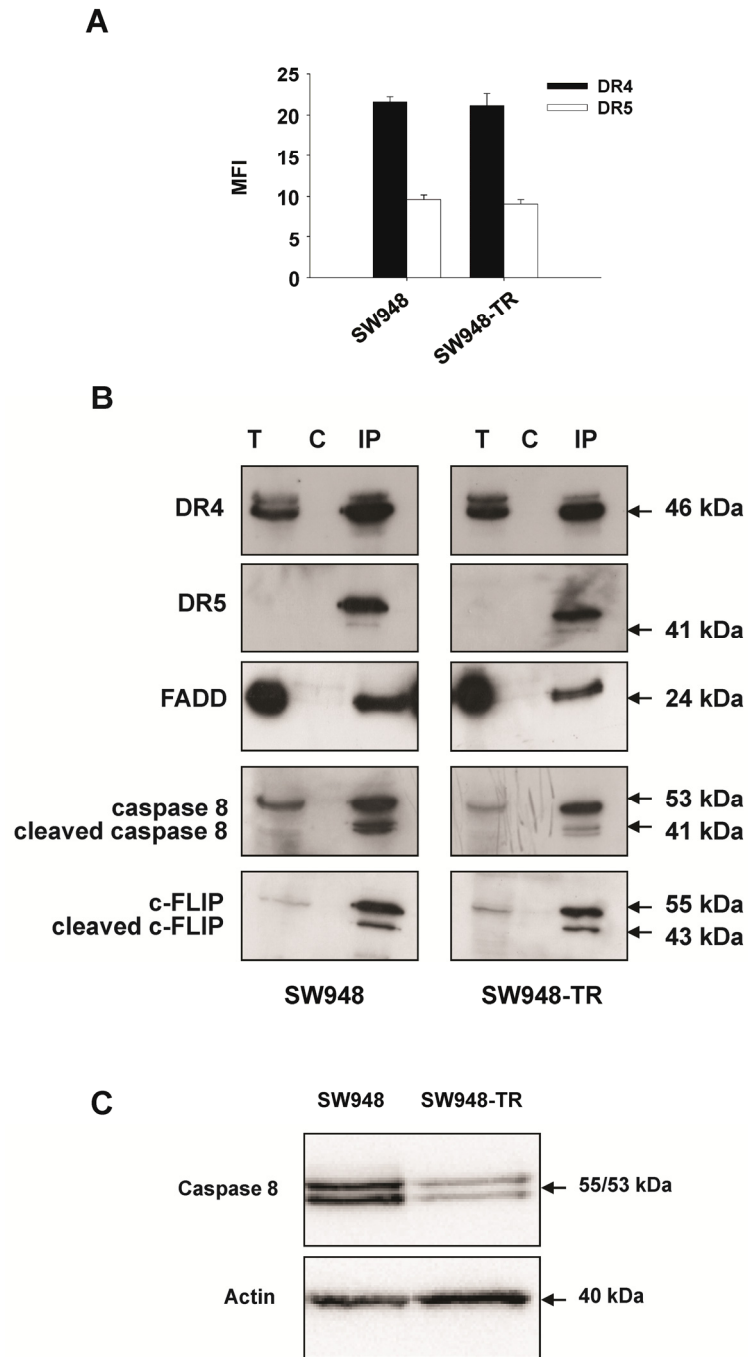 A
25
20
15
10
5
0
MFI
DR4
DR5
SW948
SW948-TR
B
T C IP T C IP
DR4
46 kDa
DR5
41 kDa
FADD
24 kDa
caspase 8
53 kDa
cleaved caspase 8
41 kDa
c-FLIP
55 kDa
cleaved c-FLIP
43 kDa
SW948 SW948-TR
C
SW948 SW948-TR
Caspase 8
55/53 kDa
Actin
40 kDa